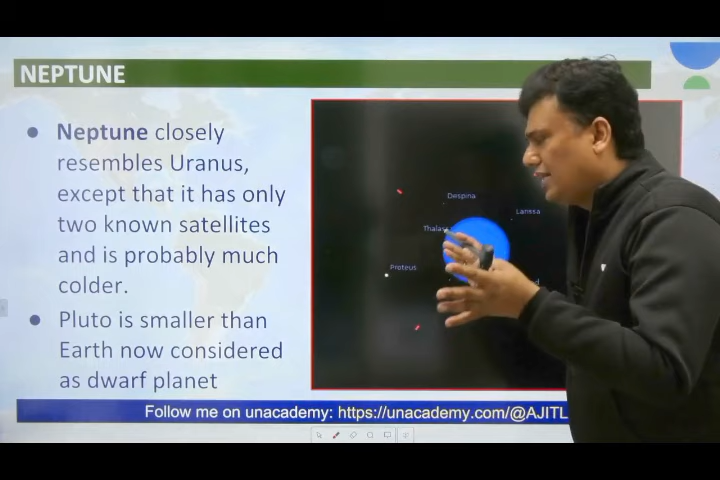 NEPTUNE
Neptune closely
resembles Uranus,
except that it has only
two known satellites
and is probably much
colder.
Pluto is smaller than
Earth now considered
as dwarf planet
Despina
Larissa
Proteus
Follow me on unacademy: https://unacademy.com/@AJITL